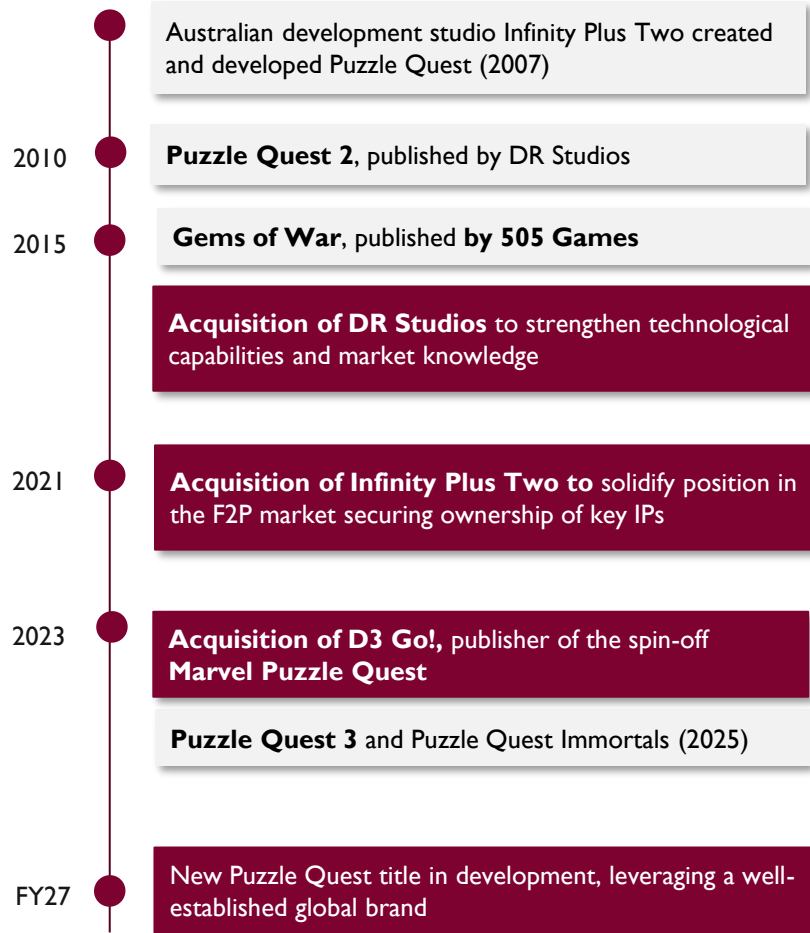 Australian development studio Infinity Plus Two created
and developed Puzzle Quest (2007)
2010
Puzzle Quest 2, published by DR Studios
2015
Gems of War, published by 505 Games
Acquisition of DR Studios to strengthen technological
capabilities and market knowledge
2021
Acquisition of Infinity Plus Two to solidify position in
the F2P market securing ownership of key IPs
2023
Acquisition of D3 Go!, publisher of the spin-off
Marvel Puzzle Quest
Puzzle Quest 3 and Puzzle Quest Immortals (2025)
FY27
New Puzzle Quest title in development, leveraging a well-
established global brand